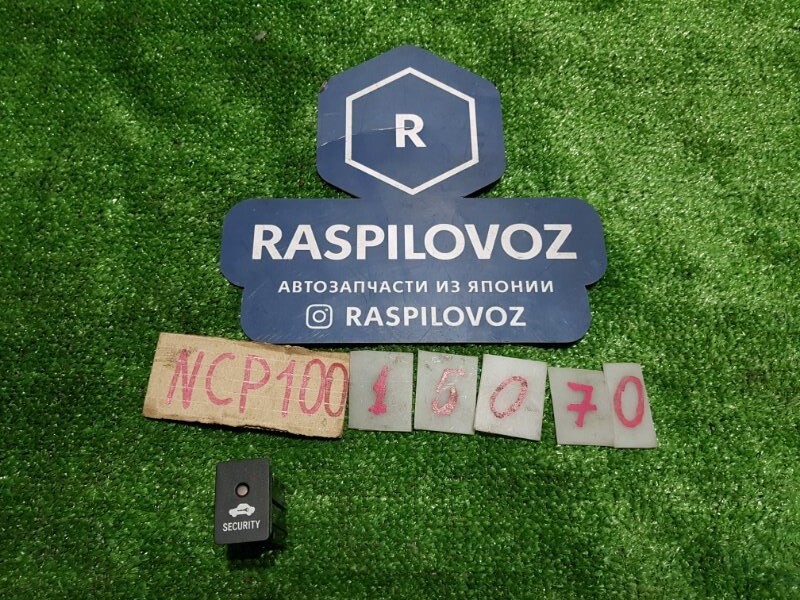 R
RASPILOVOZ
АВТОЗАПЧАСТИ ИЗ ЯПОНИИ
RASPILOVOZ
NCP100 15070
SECURITY